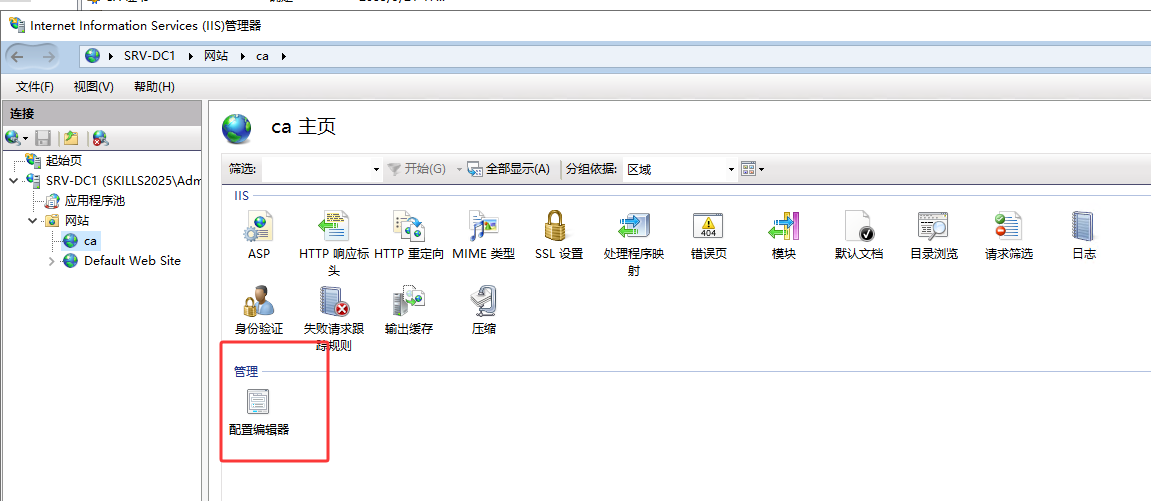 Internet Information Services (IIS)管理器
SRV-DC1 网站 ca
文件(F) 视图(V) 帮助(H)
连接
起始页
SRV-DC1 (SKILLS2025\Adm
应用程序池
网站
ca
Default Web Site
ca 主页
筛选: 开始(G) 全部显示(A) 分组依据: 区域
IIS
ASP
HTTP 响应标头
HTTP 重定向
MIME 类型
SSL 设置
处理程序映射
404
错误页
模块
默认文档
目录浏览
请求筛选
日志
身份验证
失败请求跟踪规则
输出缓存
压缩
管理
配置编辑器